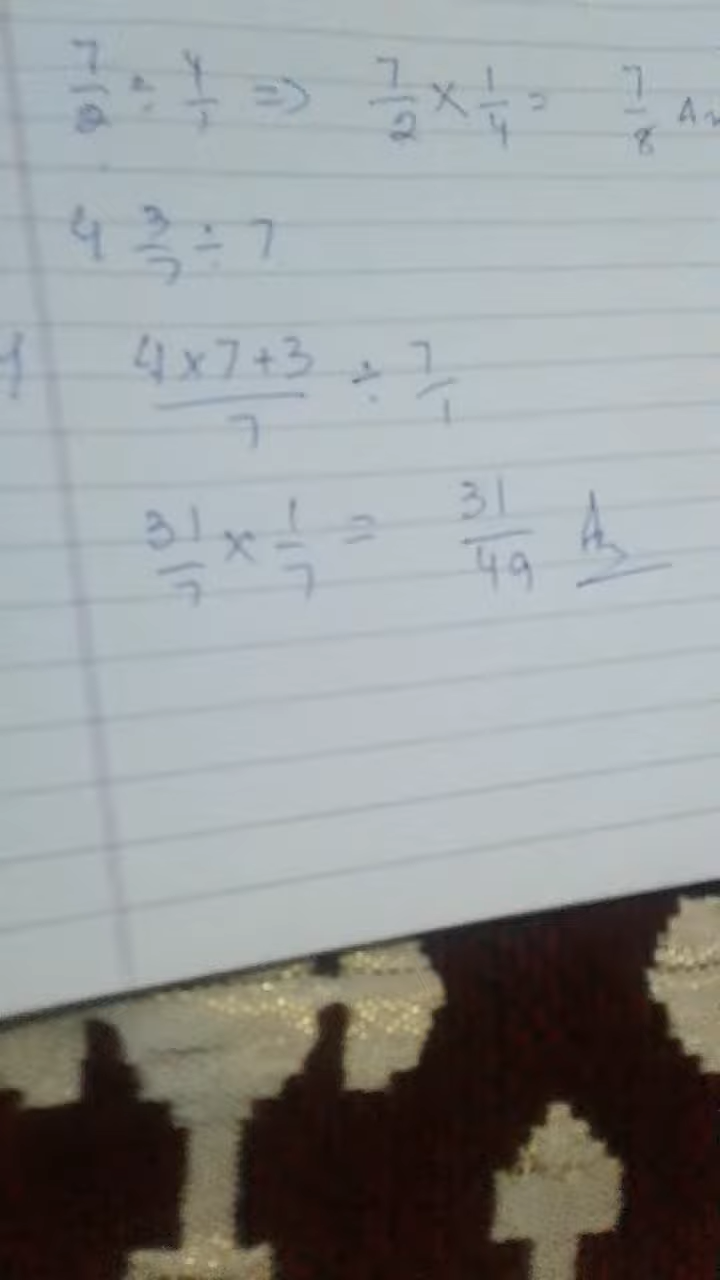 7/2 ÷ 4/1 => 7/2 × 1/4 = 7/8 An
4 3/7 ÷ 7
4×7+3/7 ÷ 7/1
31/7 × 1/7 = 31/49 A